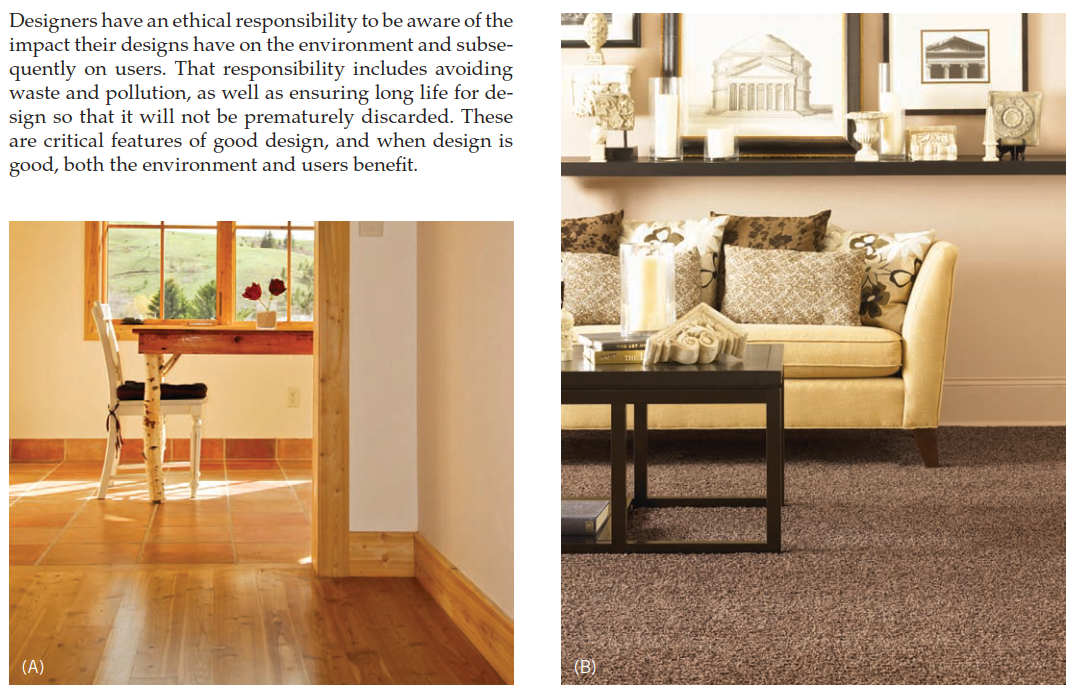 Designers have an ethical responsibility to be aware of the
impact their designs have on the environment and subse-
quently on users. That responsibility includes avoiding
waste and pollution, as well as ensuring long life for de-
sign so that it will not be prematurely discarded. These
are critical features of good design, and when design is
good, both the environment and users benefit.
(A)
(B)